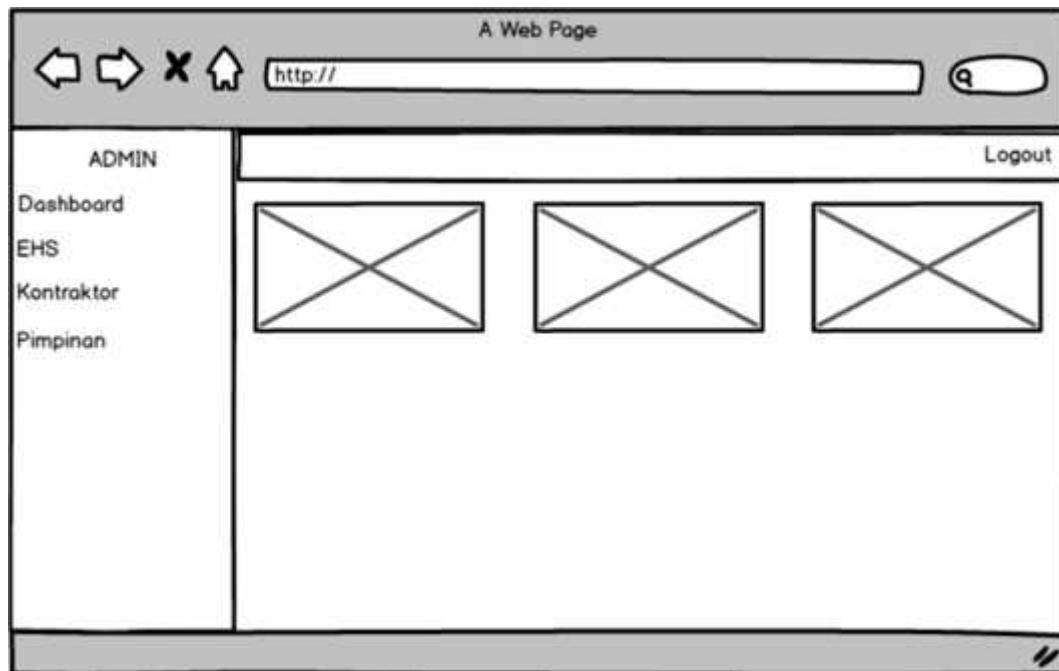 A Web Page
http://
ADMIN
Logout
Dashboard
EHS
Kontraktor
Pimpinan